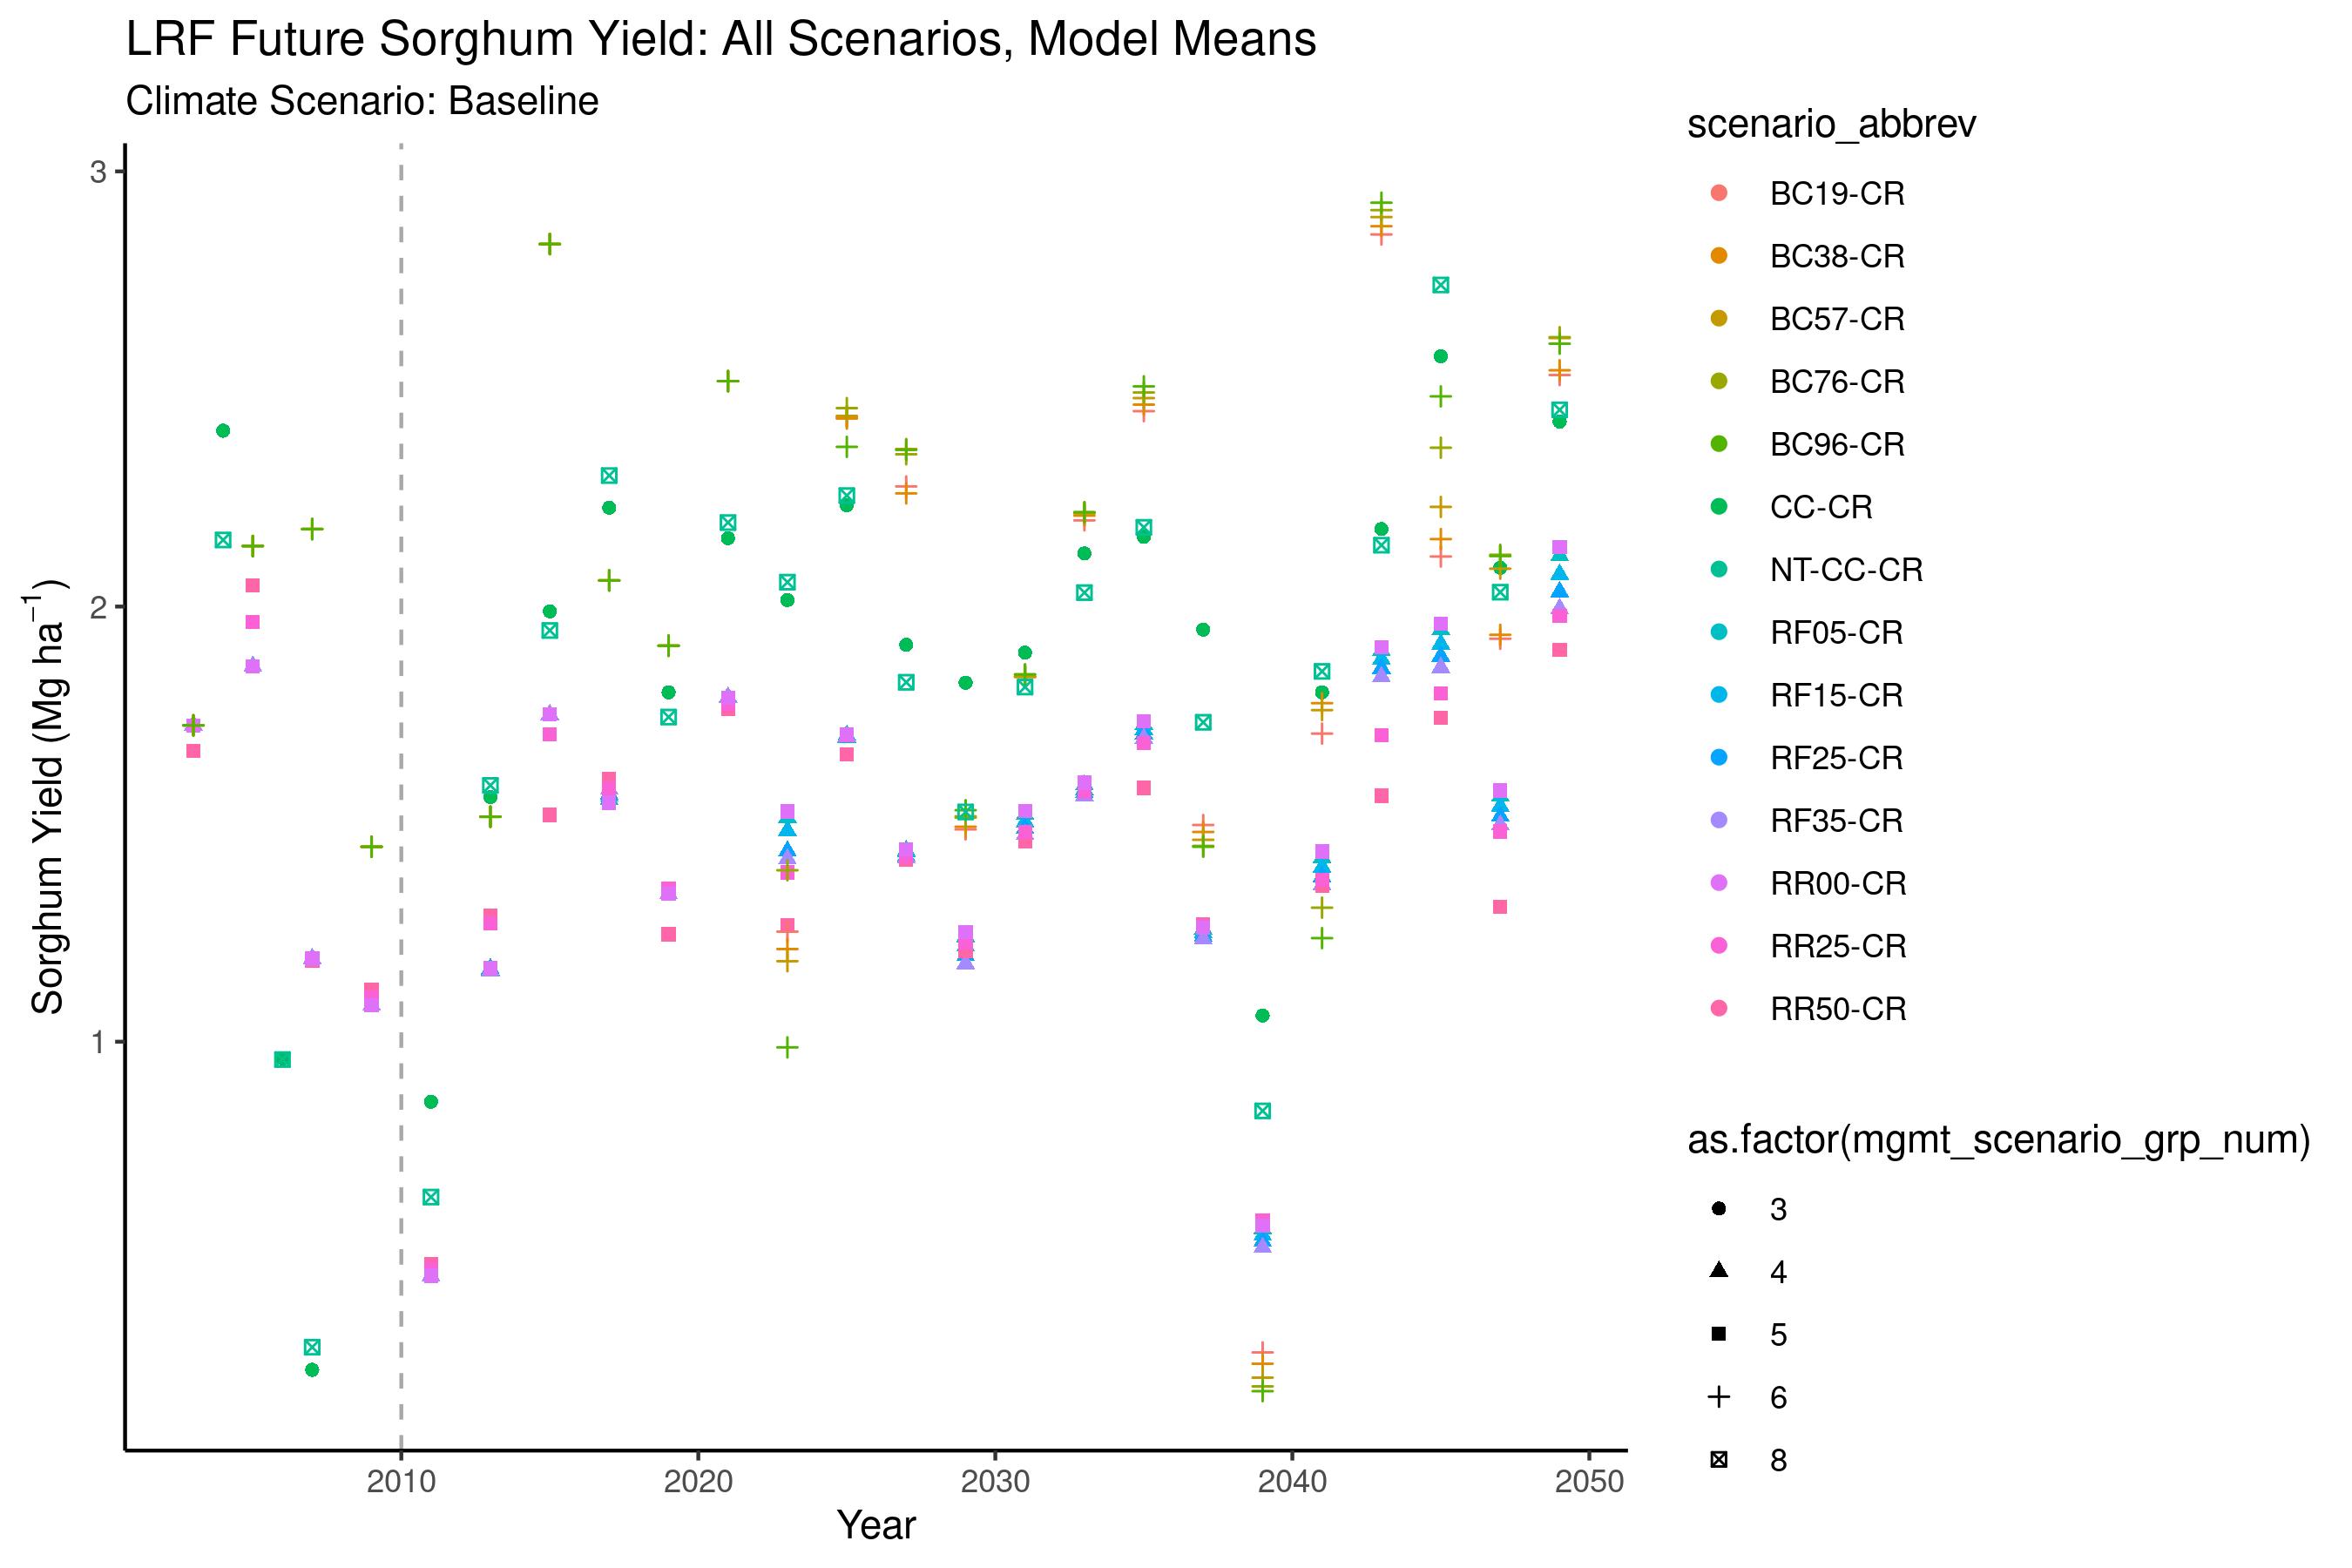 LRF Future Sorghum Yield: All Scenarios, Model Means
Climate Scenario: Baseline
Sorghum Yield (Mg ha⁻¹)
3
2
1
2010
2020
2030
2040
2050
Year
scenario_abbrev
BC19-CR
BC38-CR
BC57-CR
BC76-CR
BC96-CR
CC-CR
NT-CC-CR
RF05-CR
RF15-CR
RF25-CR
RF35-CR
RR00-CR
RR25-CR
RR50-CR
as.factor(mgmt_scenario_grp_num)
3
4
5
6
8